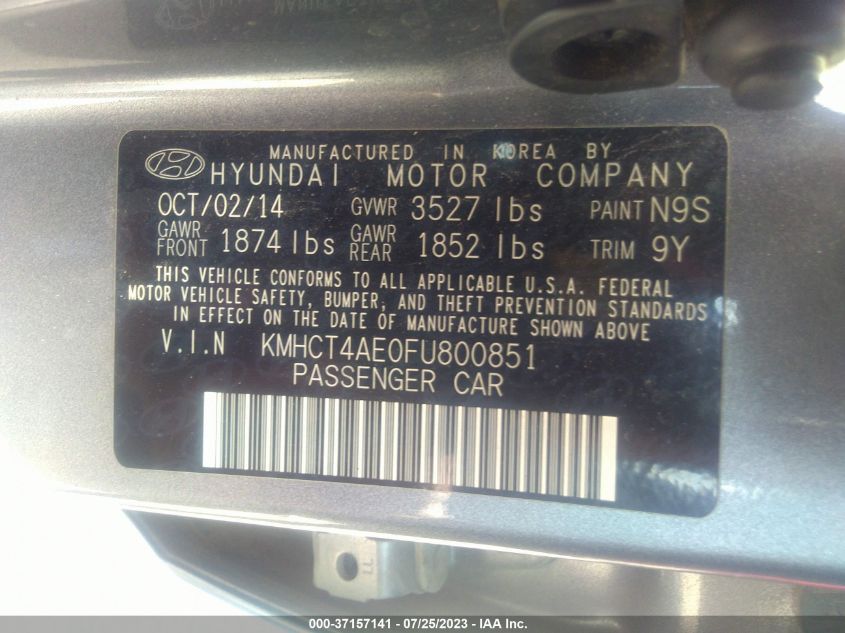 MANUFACTURED IN KOREA BY
HYUNDAI MOTOR COMPANY
OCT/02/14 GVWR 3527 lbs PAINT N9S
GAWR FRONT 1874 lbs GAWR REAR 1852 lbs TRIM 9Y
THIS VEHICLE CONFORMS TO ALL APPLICABLE U.S.A. FEDERAL
MOTOR VEHICLE SAFETY, BUMPER, AND THEFT PREVENTION STANDARDS
IN EFFECT ON THE DATE OF MANUFACTURE SHOWN ABOVE
V.I.N KMHCT4AE0FU800851
PASSENGER CAR
LL
000-37157141 - 07/25/2023 - IAA Inc.